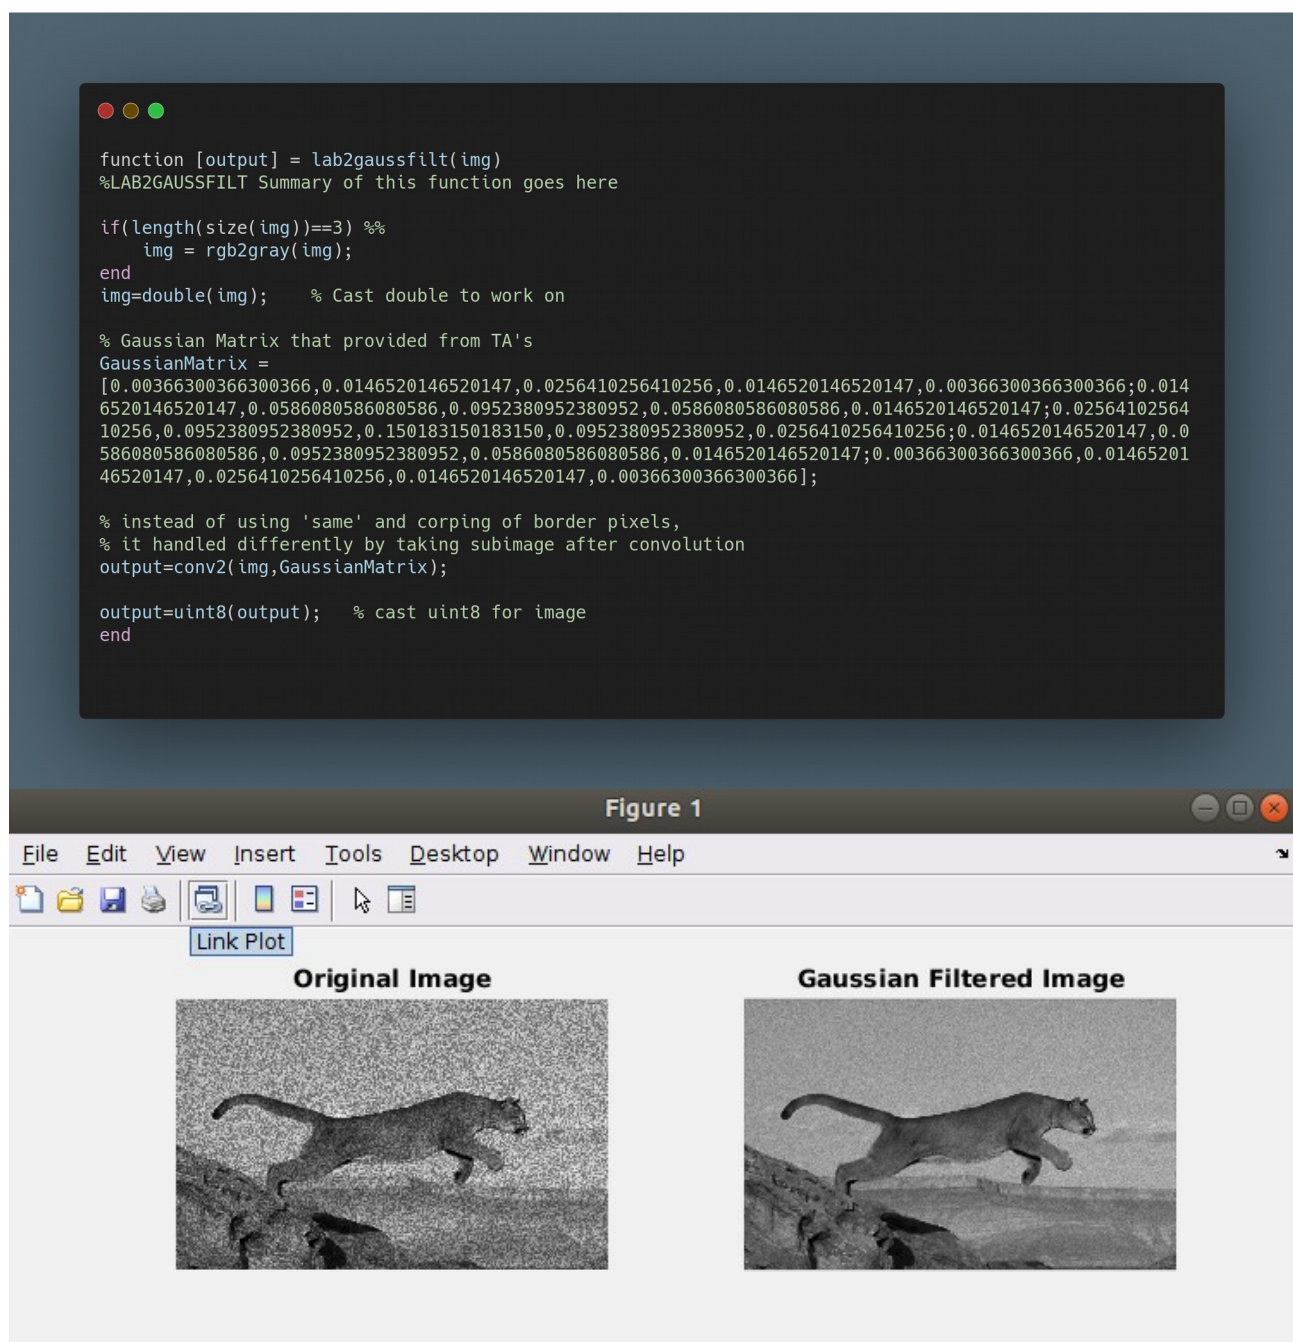 function [output] = lab2gaussfilt(img)
%LAB2GAUSSFILT Summary of this function goes here
if(length(size(img))==3) %%
img = rgb2gray(img);
end
img=double(img);    % Cast double to work on
% Gaussian Matrix that provided from TA's
GaussianMatrix =
[0.00366300366300366,0.0146520146520147,0.0256410256410256,0.0146520146520147,0.00366300366300366;0.014
6520146520147,0.0586080586080586,0.0952380952380952,0.0586080586080586,0.0146520146520147;0.02564102564
10256,0.0952380952380952,0.150183150183150,0.0952380952380952,0.0256410256410256;0.0146520146520147,0.0
586080586080586,0.0952380952380952,0.0586080586080586,0.0146520146520147;0.00366300366300366,0.01465201
46520147,0.0256410256410256,0.0146520146520147,0.00366300366300366];
% instead of using 'same' and corping of border pixels,
% it handled differently by taking subimage after convolution
output=conv2(img,GaussianMatrix);
output=uint8(output);   % cast uint8 for image
end
Figure 1
File Edit View Insert Tools Desktop Window Help
Link Plot
Original Image
Gaussian Filtered Image